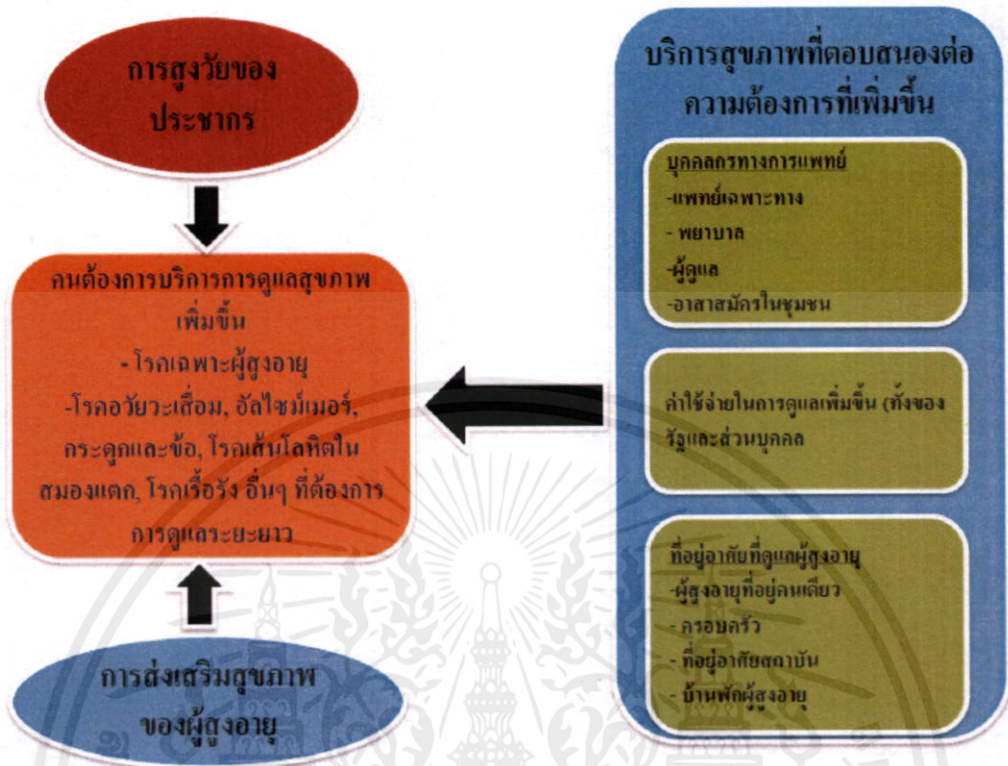 การสูงวัยของ
ประชากร
คนต้องการบริการการดูแลสุขภาพ
เพิ่มขึ้น
- โรคเฉพาะผู้สูงอายุ
-โรคอวัยวะเสื่อม, อัลไซม์เมอร์,
กระดูกและข้อ, โรคเส้นโลหิตใน
สมองแตก, โรคเรื้อรัง อื่นๆ ที่ต้องการ
การดูแลระยะยาว
การส่งเสริมสุขภาพ
ของผู้สูงอายุ
บริการสุขภาพที่ตอบสนองต่อ
ความต้องการที่เพิ่มขึ้น
บุคคลกรทางการแพทย์
-แพทย์เฉพาะทาง
- พยาบาล
-ผู้ดูแล
-อาสาสมัครในชุมชน
ค่าใช้จ่ายในการดูแลเพิ่มขึ้น (ทั้งของ
รัฐและส่วนบุคคล
ที่อยู่อาศัยที่ดูแลผู้สูงอายุ
-ผู้สูงอายุที่อยู่คนเดียว
- ครอบครัว
- ที่อยู่อาศัยสถาบัน
- บ้านพักผู้สูงอายุ